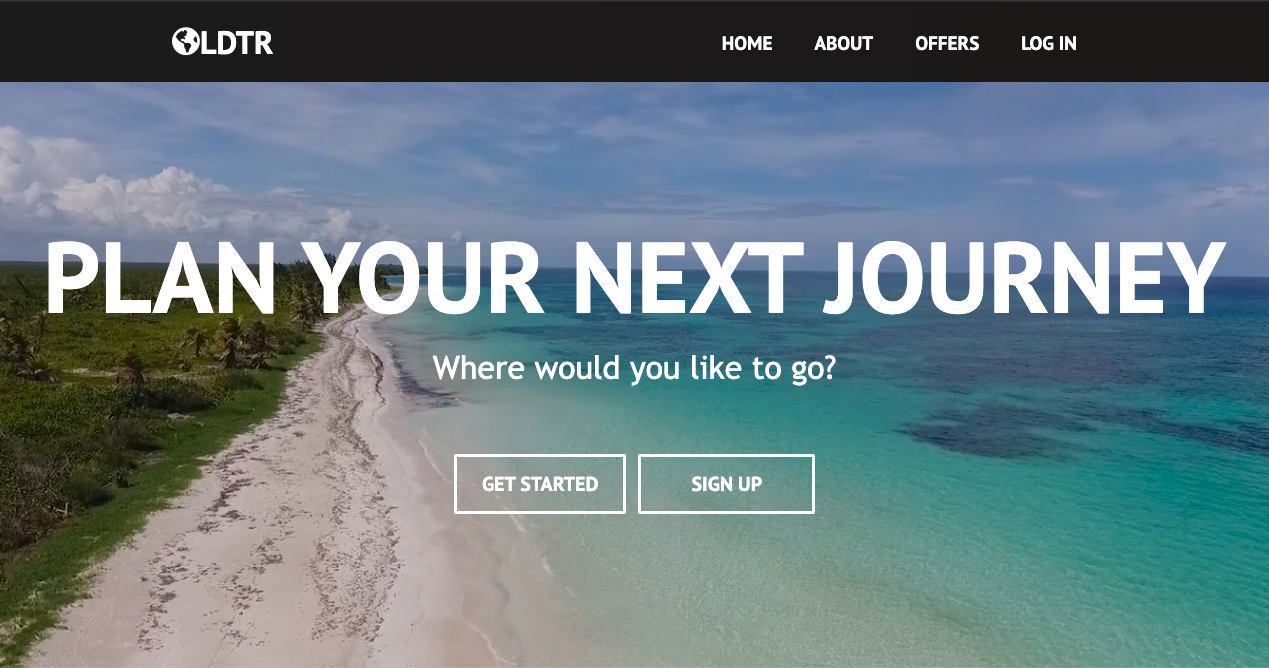 LDTR
HOME ABOUT OFFERS LOG IN
PLAN YOUR NEXT JOURNEY
Where would you like to go?
GET STARTED SIGN UP